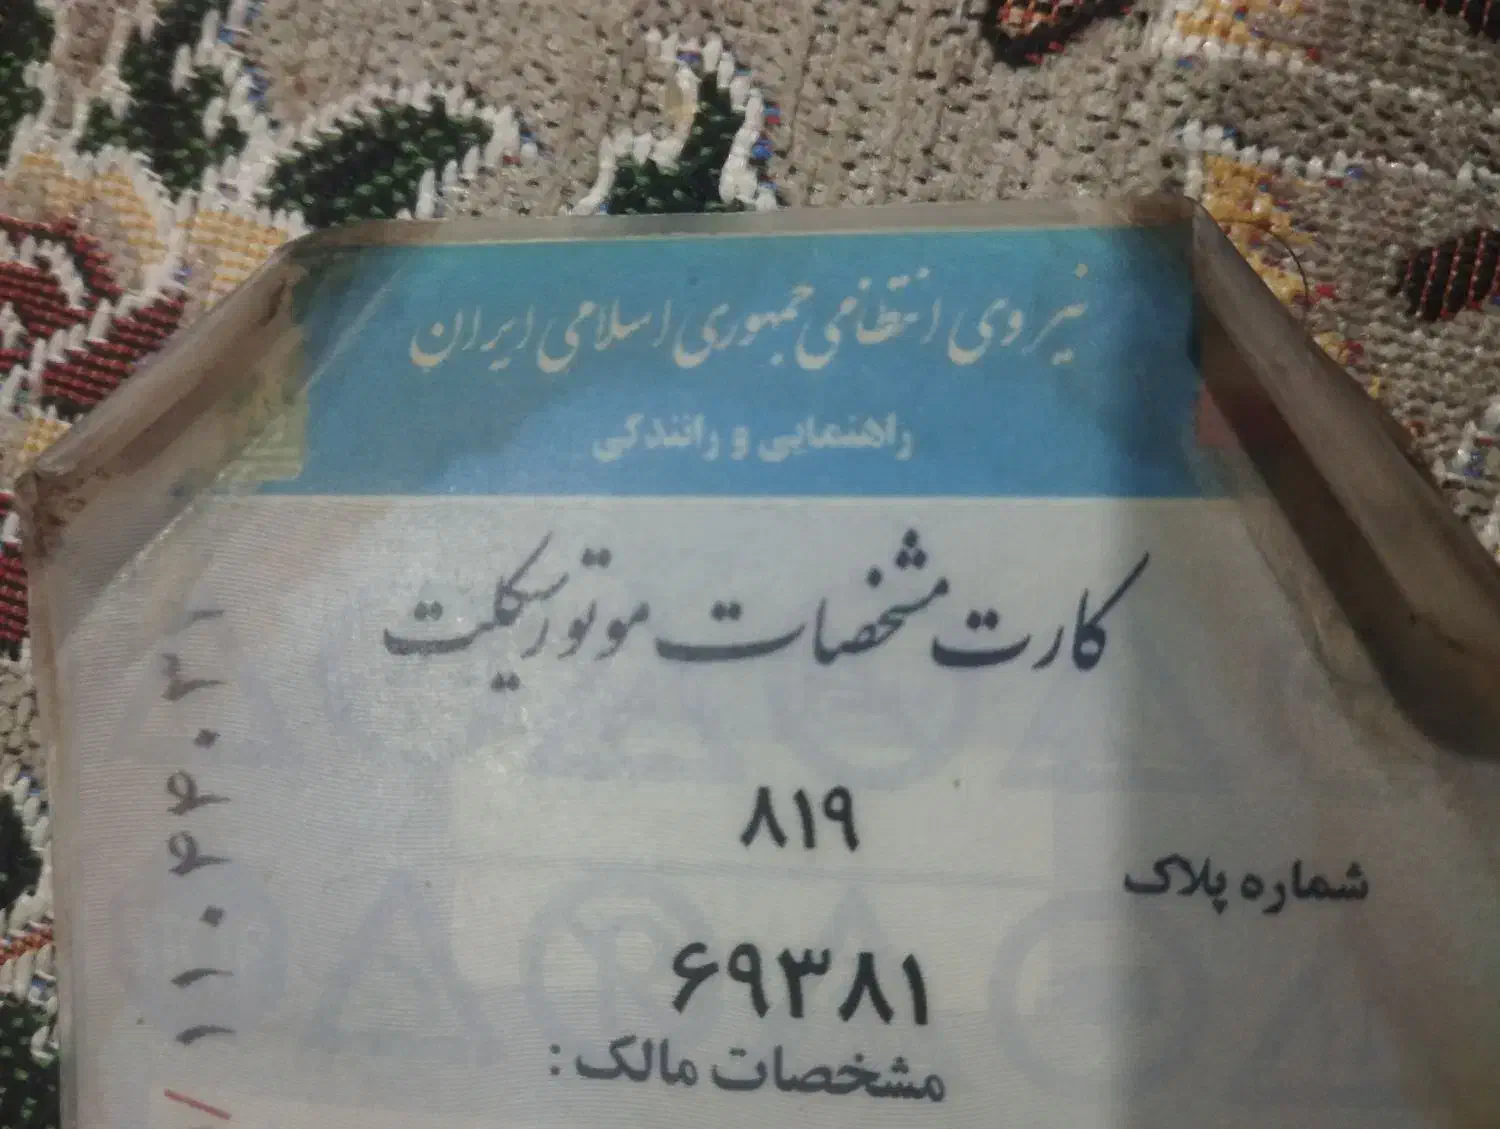 نیروی انتظامی جمهوری اسلامی ایران
راهنمایی و رانندگی
کارت مشخصات موتورسیکلت
۸۱۹
شماره پلاک
۶۹۳۸۱
مشخصات مالک :